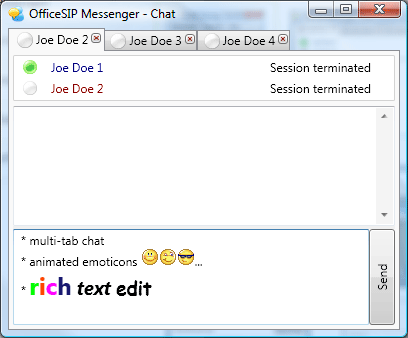 OfficeSIP Messenger - Chat
Joe Doe 2 Joe Doe 3 Joe Doe 4
Joe Doe 1 Session terminated
Joe Doe 2 Session terminated
* multi-tab chat
* animated emoticons ...
* rich text edit
Send